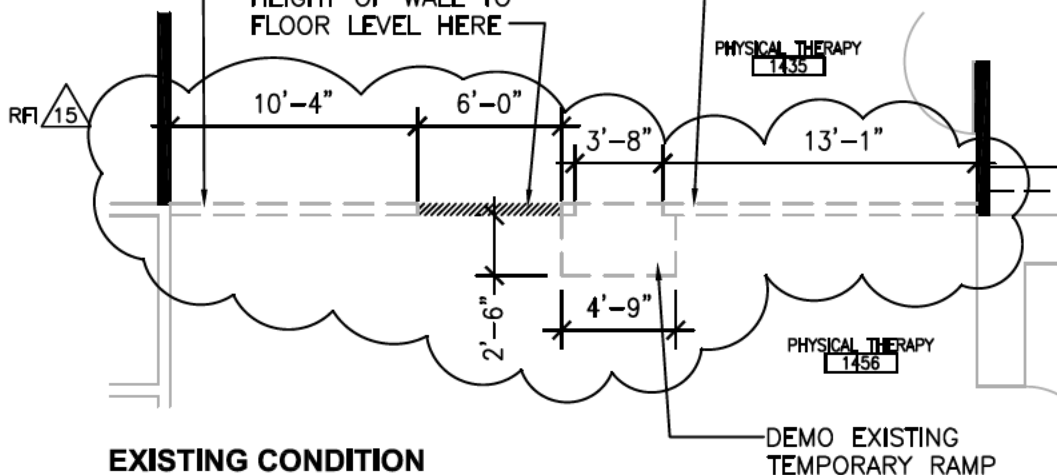 HEIGHT OF WALL TO
FLOOR LEVEL HERE
PHYSICAL THERAPY
1435
RFI 15
10'-4"
6'-0"
3'-8"
13'-1"
2'-6"
4'-9"
PHYSICAL THERAPY
1456
DEMO EXISTING
TEMPORARY RAMP
EXISTING CONDITION